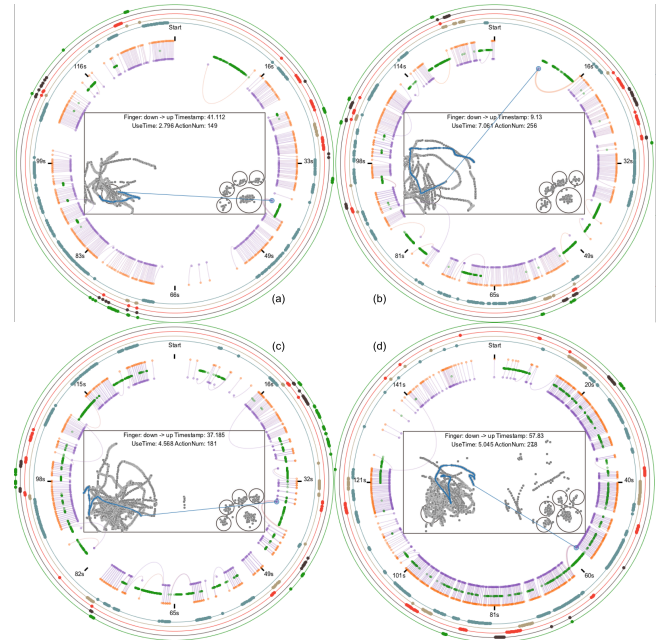 Start
116s
16s
Finger: down -> up Timestamp: 41.112
UseTime: 2.796 ActionNum: 149
99s
33s
83s
49s
66s
(a)
Start
114s
16s
Finger: down -> up Timestamp: 9.13
UseTime: 7.061 ActionNum: 256
98s
32s
81s
49s
65s
(b)
(c)
Start
115s
16s
Finger: down -> up Timestamp: 37.185
UseTime: 4.568 ActionNum: 181
98s
32s
82s
49s
65s
(d)
Start
141s
20s
Finger: down -> up Timestamp: 57.83
UseTime: 5.045 ActionNum: 278
121s
40s
101s
60s
81s